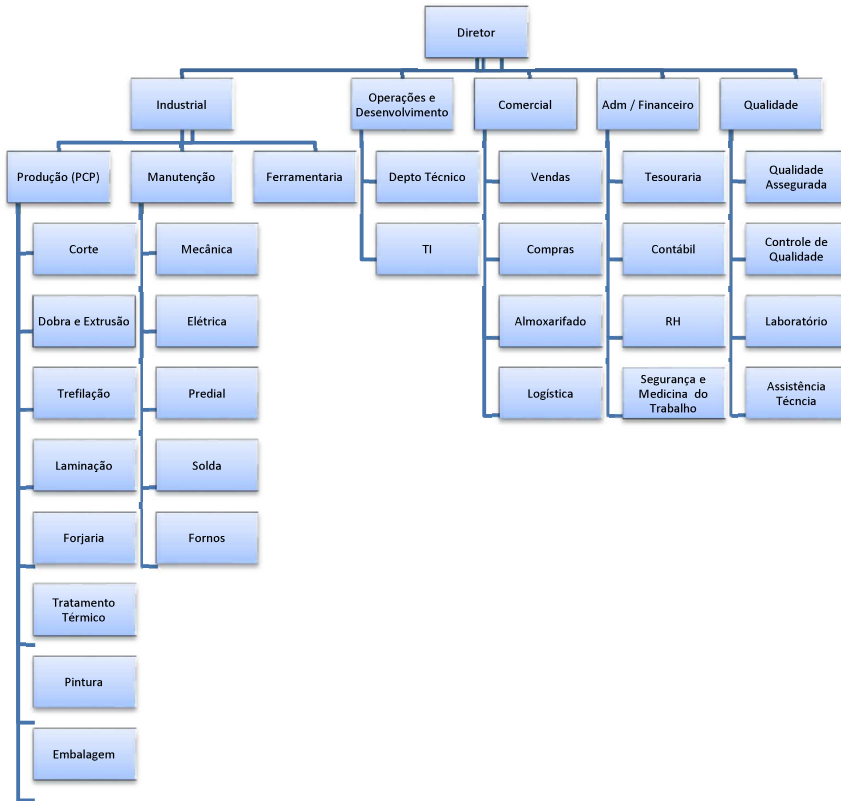 Diretor
Industrial
Operações e
Desenvolvimento
Comercial
Adm / Financeiro
Qualidade
Produção (PCP)
Manutenção
Ferramentaria
Depto Técnico
Vendas
Tesouraria
Qualidade
Assegurada
Corte
Mecânica
TI
Compras
Contábil
Controle de
Qualidade
Dobra e Extrusão
Elétrica
Almoxarifado
RH
Laboratório
Trefilação
Predial
Logística
Segurança e
Medicina do
Trabalho
Assistência
Técncia
Laminação
Solda
Forjaria
Fornos
Tratamento
Térmico
Pintura
Embalagem